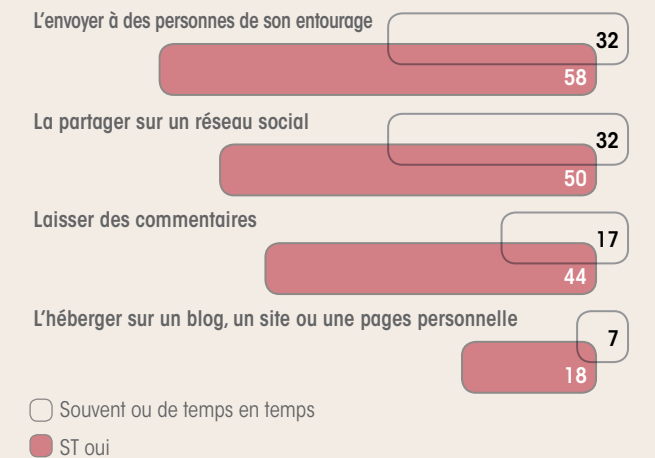 L'envoyer à des personnes de son entourage
32
58
La partager sur un réseau social
32
50
Laisser des commentaires
17
44
L'héberger sur un blog, un site ou une pages personnelle
7
18
Souvent ou de temps en temps
ST oui